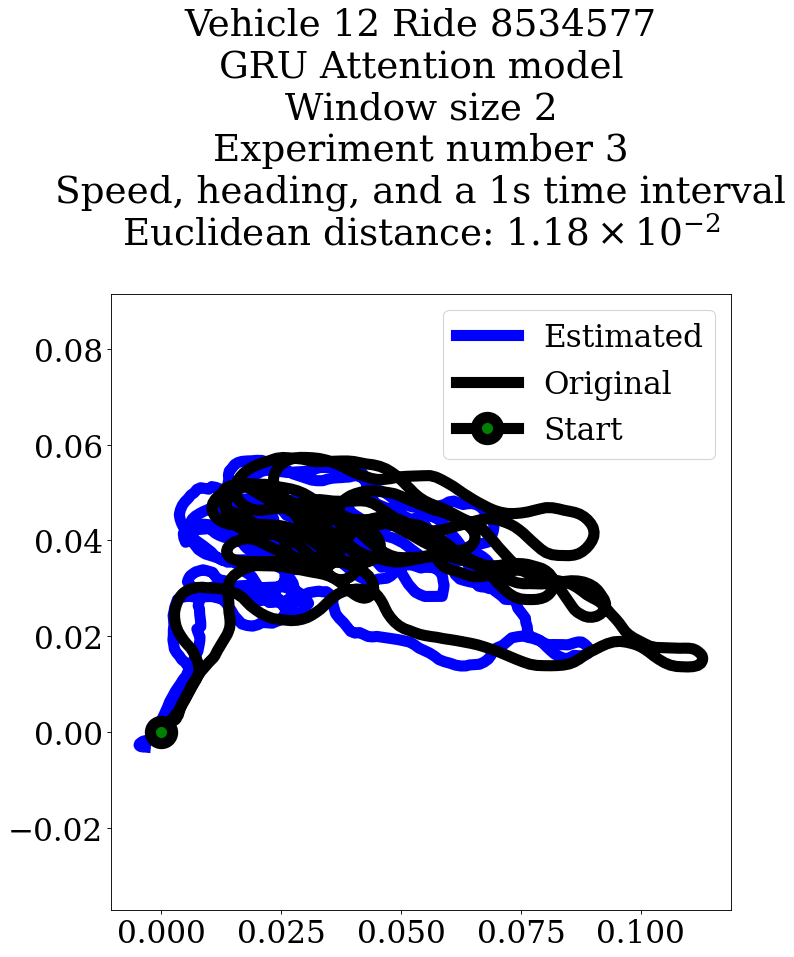 Vehicle 12 Ride 8534577
GRU Attention model
Window size 2
Experiment number 3
Speed, heading, and a 1s time interval
Euclidean distance: 1.18 × 10⁻²
Estimated
Original
Start
0.08
0.06
0.04
0.02
0.00
−0.02
0.000 0.025 0.050 0.075 0.100